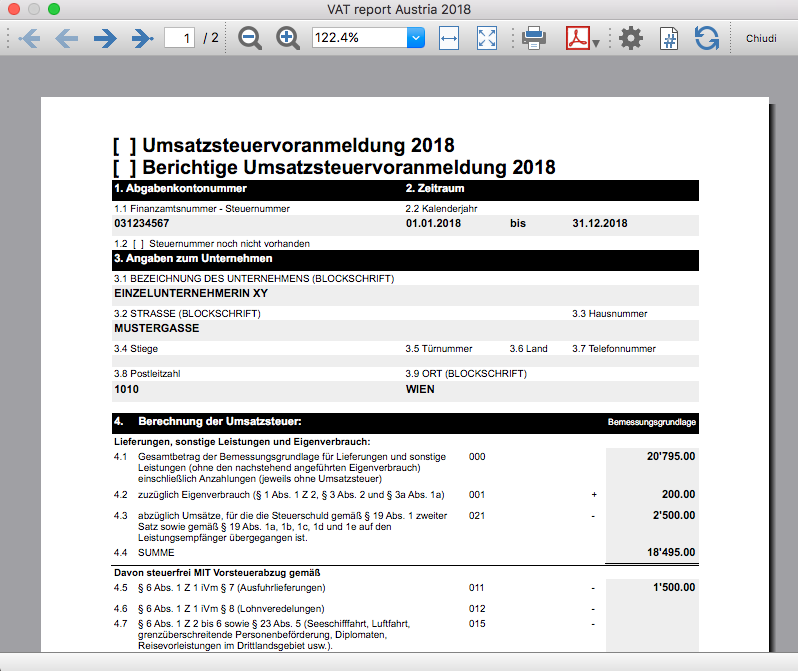 VAT report Austria 2018
1 / 2 122.4% Chiudi
[ ] Umsatzsteuervoranmeldung 2018
[ ] Berichtige Umsatzsteuervoranmeldung 2018
1. Abgabenkontonummer 2. Zeitraum
1.1 Finanzamtsnummer - Steuernummer 2.2 Kalenderjahr
031234567 01.01.2018 bis 31.12.2018
1.2 [ ] Steuernummer noch nicht vorhanden
3. Angaben zum Unternehmen
3.1 BEZEICHNUNG DES UNTERNEHMENS (BLOCKSCHRIFT)
EINZELUNTERNEHMERIN XY
3.2 STRASSE (BLOCKSCHRIFT) 3.3 Hausnummer
MUSTERGASSE
3.4 Stiege 3.5 Türnummer 3.6 Land 3.7 Telefonnummer
3.8 Postleitzahl 3.9 ORT (BLOCKSCHRIFT)
1010 WIEN
4. Berechnung der Umsatzsteuer: Bemessungsgrundlage
Lieferungen, sonstige Leistungen und Eigenverbrauch:
4.1 Gesamtbetrag der Bemessungsgrundlage für Lieferungen und sonstige 000 20'795.00
Leistungen (ohne den nachstehend angeführten Eigenverbrauch)
einschließlich Anzahlungen (jeweils ohne Umsatzsteuer)
4.2 zuzüglich Eigenverbrauch (§ 1 Abs. 1 Z 2, § 3 Abs. 2 und § 3a Abs. 1a) 001 + 200.00
4.3 abzüglich Umsätze, für die die Steuerschuld gemäß § 19 Abs. 1 zweiter 021 - 2'500.00
Satz sowie gemäß § 19 Abs. 1a, 1b, 1c, 1d und 1e auf den
Leistungsempfänger übergegangen ist.
4.4 SUMME 18'495.00
Davon steuerfrei MIT Vorsteuerabzug gemäß
4.5 § 6 Abs. 1 Z 1 iVm § 7 (Ausfuhrlieferungen) 011 - 1'500.00
4.6 § 6 Abs. 1 Z 1 iVm § 8 (Lohnveredelungen) 012 -
4.7 § 6 Abs. 1 Z 2 bis 6 sowie § 23 Abs. 5 (Seeschifffahrt, Luftfahrt, 015 -
grenzüberschreitende Personenbeförderung, Diplomaten,
Reisevorleistungen im Drittlandsgebiet usw.).